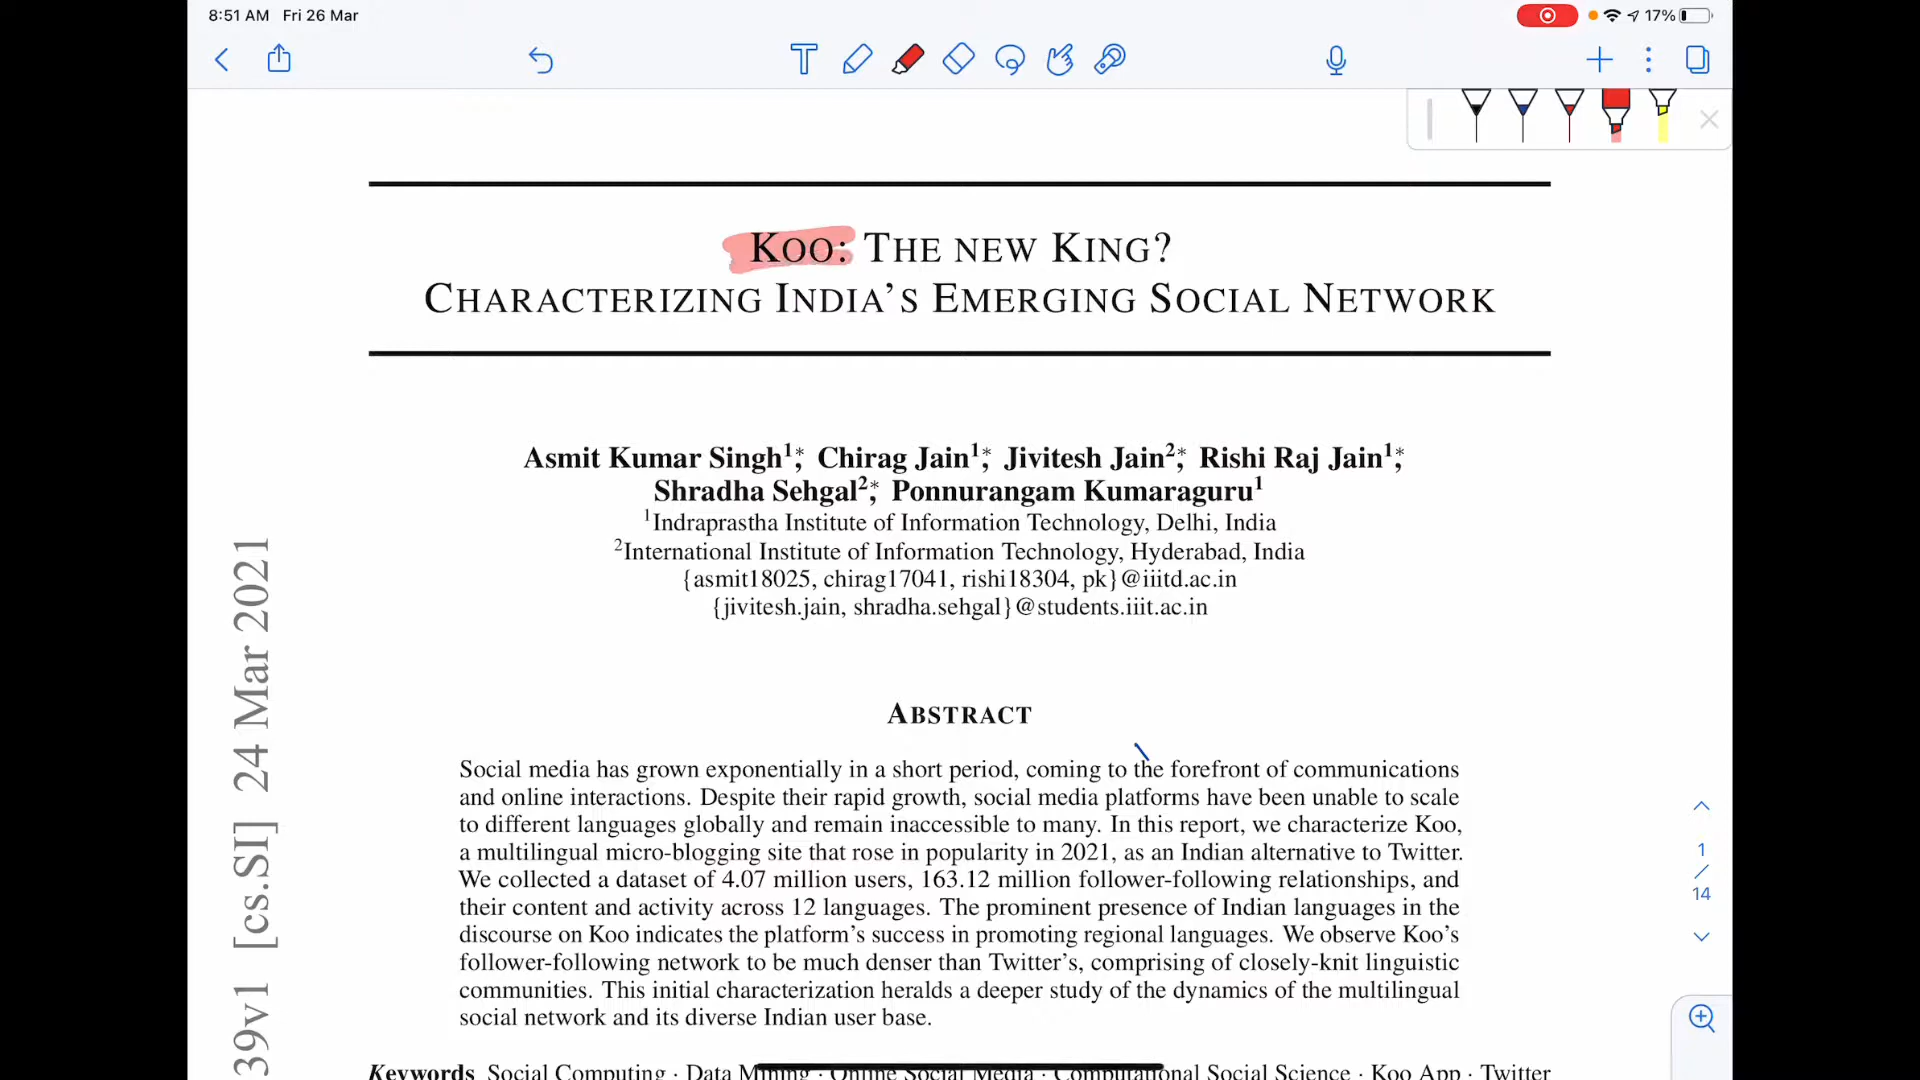 8:51 AM Fri 26 Mar
17%
KOO: THE NEW KING?
CHARACTERIZING INDIA'S EMERGING SOCIAL NETWORK
Asmit Kumar Singh¹*, Chirag Jain¹*, Jivitesh Jain²*, Rishi Raj Jain¹*,
Shradha Sehgal²*, Ponnurangam Kumaraguru¹
¹Indraprastha Institute of Information Technology, Delhi, India
²International Institute of Information Technology, Hyderabad, India
{asmit18025, chirag17041, rishi18304, pk}@iiitd.ac.in
{jivitesh.jain, shradha.sehgal}@students.iiit.ac.in
39v1 [cs.SI] 24 Mar 2021
ABSTRACT
Social media has grown exponentially in a short period, coming to the forefront of communications
and online interactions. Despite their rapid growth, social media platforms have been unable to scale
to different languages globally and remain inaccessible to many. In this report, we characterize Koo,
a multilingual micro-blogging site that rose in popularity in 2021, as an Indian alternative to Twitter.
We collected a dataset of 4.07 million users, 163.12 million follower-following relationships, and
their content and activity across 12 languages. The prominent presence of Indian languages in the
discourse on Koo indicates the platform's success in promoting regional languages. We observe Koo's
follower-following network to be much denser than Twitter's, comprising of closely-knit linguistic
communities. This initial characterization heralds a deeper study of the dynamics of the multilingual
social network and its diverse Indian user base.
1
/
14
Keywords Social Computing · Data Mining · Online Social Media · Computational Social Science · Koo App · Twitter